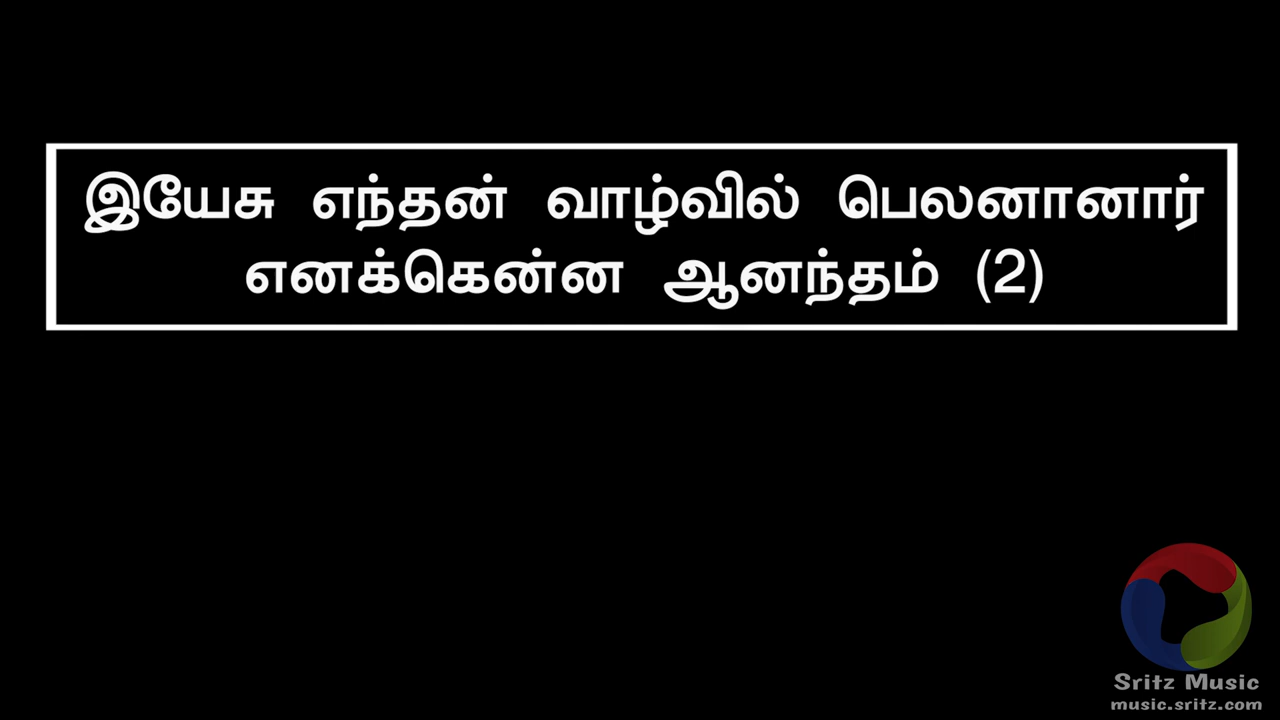 இயேசு எந்தன் வாழ்வில் பெலனானார்
எனக்கென்ன ஆனந்தம் (2)
Sritz Music
music.sritz.com